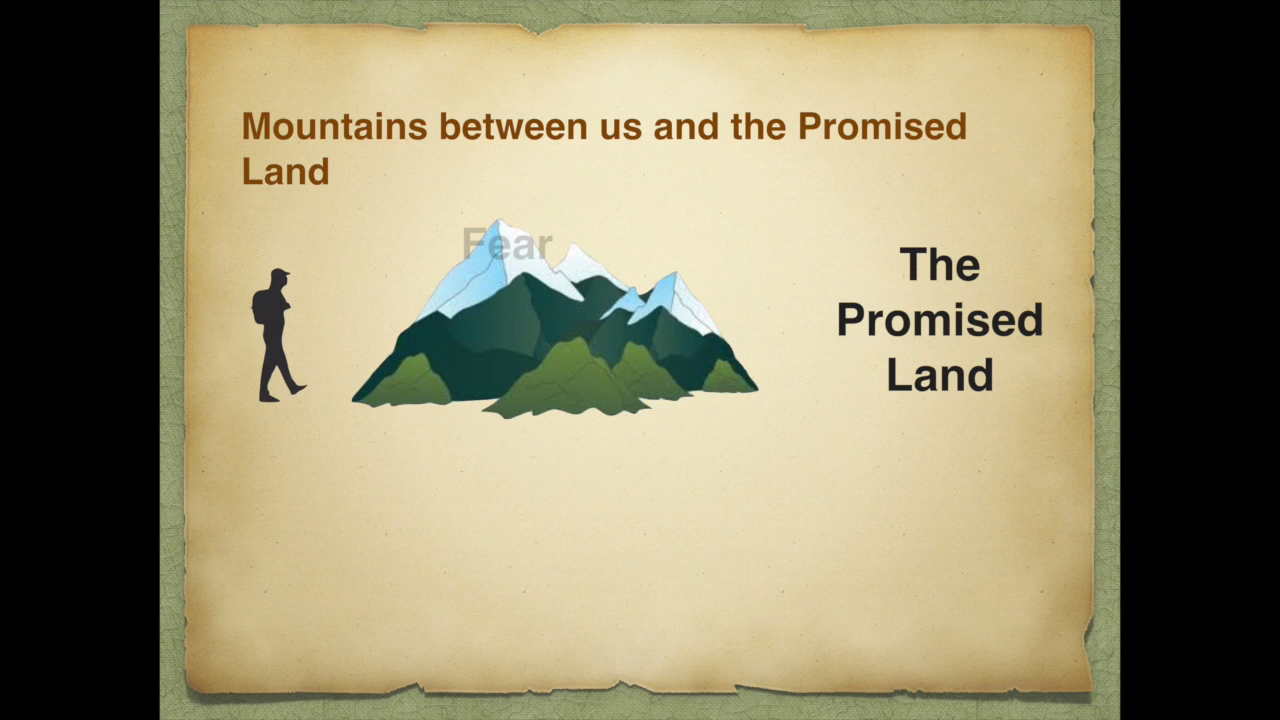 Mountains between us and the Promised
Land
Fear
The
Promised
Land